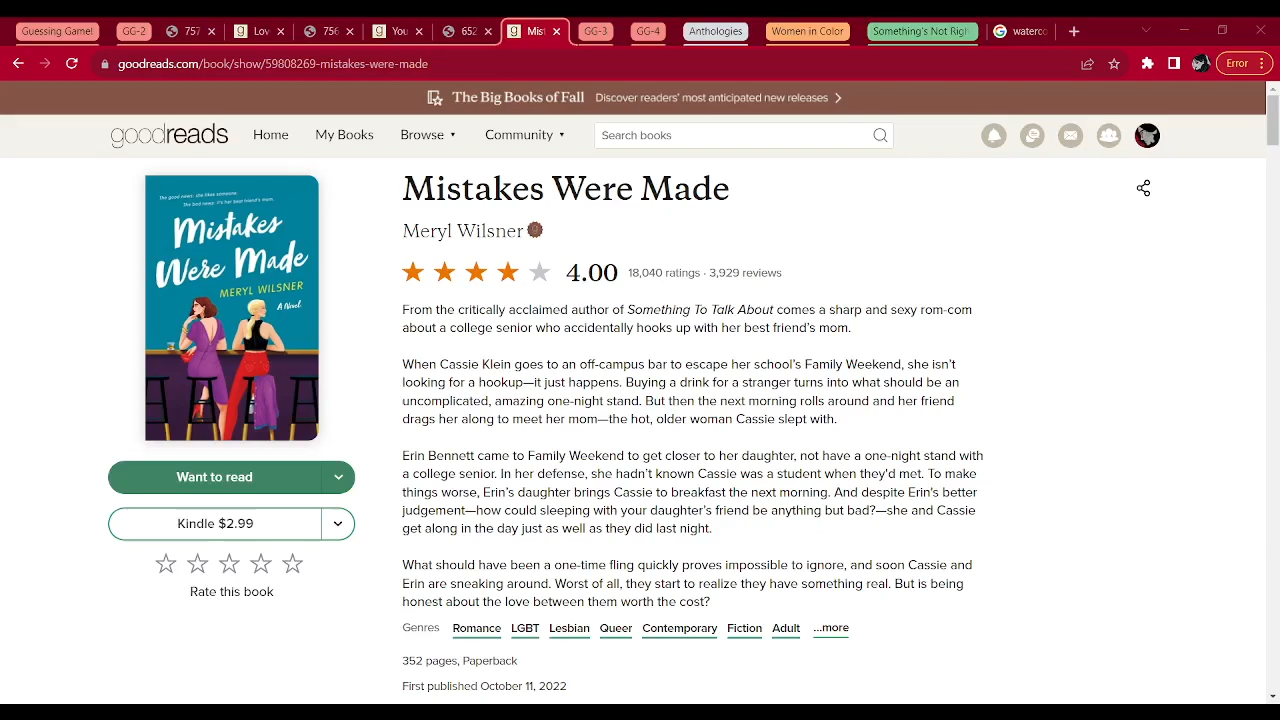 Guessing Game!
GG-2
757
Lov
756
You
652
Mist
GG-3
GG-4
Anthologies
Women in Color
Something's Not Righ
waterco
goodreads.com/book/show/59808269-mistakes-were-made
Error
The Big Books of Fall Discover readers' most anticipated new releases
goodreads
Home
My Books
Browse
Community
Search books
The good news: she likes someone.
The bad news: it's her best friend's mom.
Mistakes
Were Made
MERYL WILSNER
A Novel
Want to read
Kindle $2.99
Rate this book
Mistakes Were Made
Meryl Wilsner
4.00 18,040 ratings · 3,929 reviews
From the critically acclaimed author of Something To Talk About comes a sharp and sexy rom-com
about a college senior who accidentally hooks up with her best friend's mom.
When Cassie Klein goes to an off-campus bar to escape her school's Family Weekend, she isn't
looking for a hookup—it just happens. Buying a drink for a stranger turns into what should be an
uncomplicated, amazing one-night stand. But then the next morning rolls around and her friend
drags her along to meet her mom—the hot, older woman Cassie slept with.
Erin Bennett came to Family Weekend to get closer to her daughter, not have a one-night stand with
a college senior. In her defense, she hadn't known Cassie was a student when they'd met. To make
things worse, Erin's daughter brings Cassie to breakfast the next morning. And despite Erin's better
judgement—how could sleeping with your daughter's friend be anything but bad?—she and Cassie
get along in the day just as well as they did last night.
What should have been a one-time fling quickly proves impossible to ignore, and soon Cassie and
Erin are sneaking around. Worst of all, they start to realize they have something real. But is being
honest about the love between them worth the cost?
Genres Romance LGBT Lesbian Queer Contemporary Fiction Adult ...more
352 pages, Paperback
First published October 11, 2022